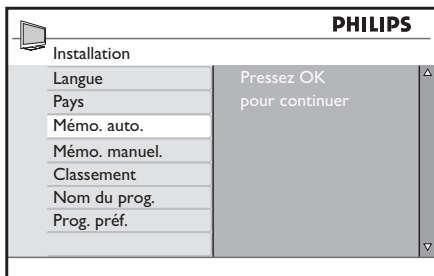 PHILIPS
Installation
Langue
Pressez OK
Pays
pour continuer
Mémo. auto.
Mémo. manuel.
Classement
Nom du prog.
Prog. préf.